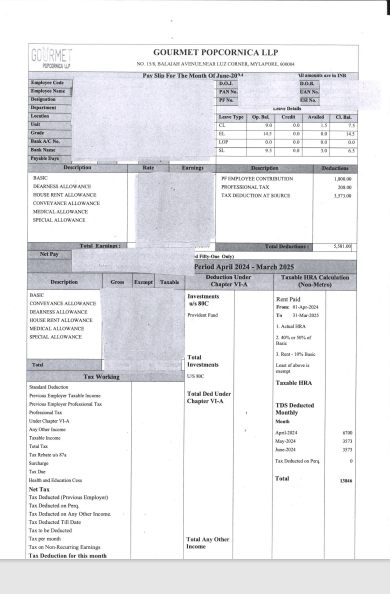 GOURMET
POPCORNICA LLP
GOURMET POPCORNICA LLP
NO. 15/8, BALAJAH AVENUE,NEAR LUZ CORNER, MYLAPORE, 600004
Pay Slip For The Month Of June-2024
All amounts are in INR
Employee Code
Employee Name
Designation
Department
Location
Unit
Grade
Bank A/C No.
Bank Name
Payable Days
D.O.J.
D.O.B.
PAN No.
UAN No.
PF No.
ESI No.
Leave Details
Leave Type Op. Bal. Credit Availed Cl. Bal.
CL 9.0 0.0 1.5 7.5
EL 14.5 0.0 0.0 14.5
LOP 0.0 0.0 0.0 0.0
SL 9.5 0.0 3.0 6.5
Description Rate Earnings
BASIC
DEARNESS ALLOWANCE
HOUSE RENT ALLOWANCE
CONVEYANCE ALLOWANCE
MEDICAL ALLOWANCE
SPECIAL ALLOWANCE
Total Earnings :
Description Deductions
PF EMPLOYEE CONTRIBUTION 1,800.00
PROFESSIONAL TAX 208.00
TAX DEDUCTION AT SOURCE 3,573.00
Total Deductions : 5,581.00
Net Pay
Fifty-One Only)
Period April 2024 - March 2025
Description Gross Exempt Taxable
BASIC
CONVEYANCE ALLOWANCE
DEARNESS ALLOWANCE
HOUSE RENT ALLOWANCE
MEDICAL ALLOWANCE
SPECIAL ALLOWANCE
Total
Tax Working
Standard Deduction
Previous Employer Taxable Income
Previous Employer Professional Tax
Professional Tax
Under Chapter VI-A
Any Other Income
Taxable Income
Total Tax
Tax Rebate u/s 87a
Surcharge
Tax Due
Health and Education Cess
Net Tax
Tax Deducted (Previous Employer)
Tax Deducted on Perq.
Tax Deducted on Any Other Income.
Tax Deducted Till Date
Tax to be Deducted
Tax per month
Tax on Non-Recurring Earnings
Tax Deduction for this month
Deduction Under
Chapter VI-A
Investments
u/s 80C
Provident Fund
Total
Investments
U/S 80C
Total Ded Under
Chapter VI-A
Total Any Other
Income
Taxable HRA Calculation
(Non-Metro)
Rent Paid
From: 01-Apr-2024
To 31-Mar-2025
1. Actual HRA
2. 40% or 50% of
Basic
3. Rent - 10% Basic
Least of above is
exempt
Taxable HRA
TDS Deducted
Monthly
Month
April-2024 6700
May-2024 3573
June-2024 3573
Tax Deducted on Perq. 0
Total 13846